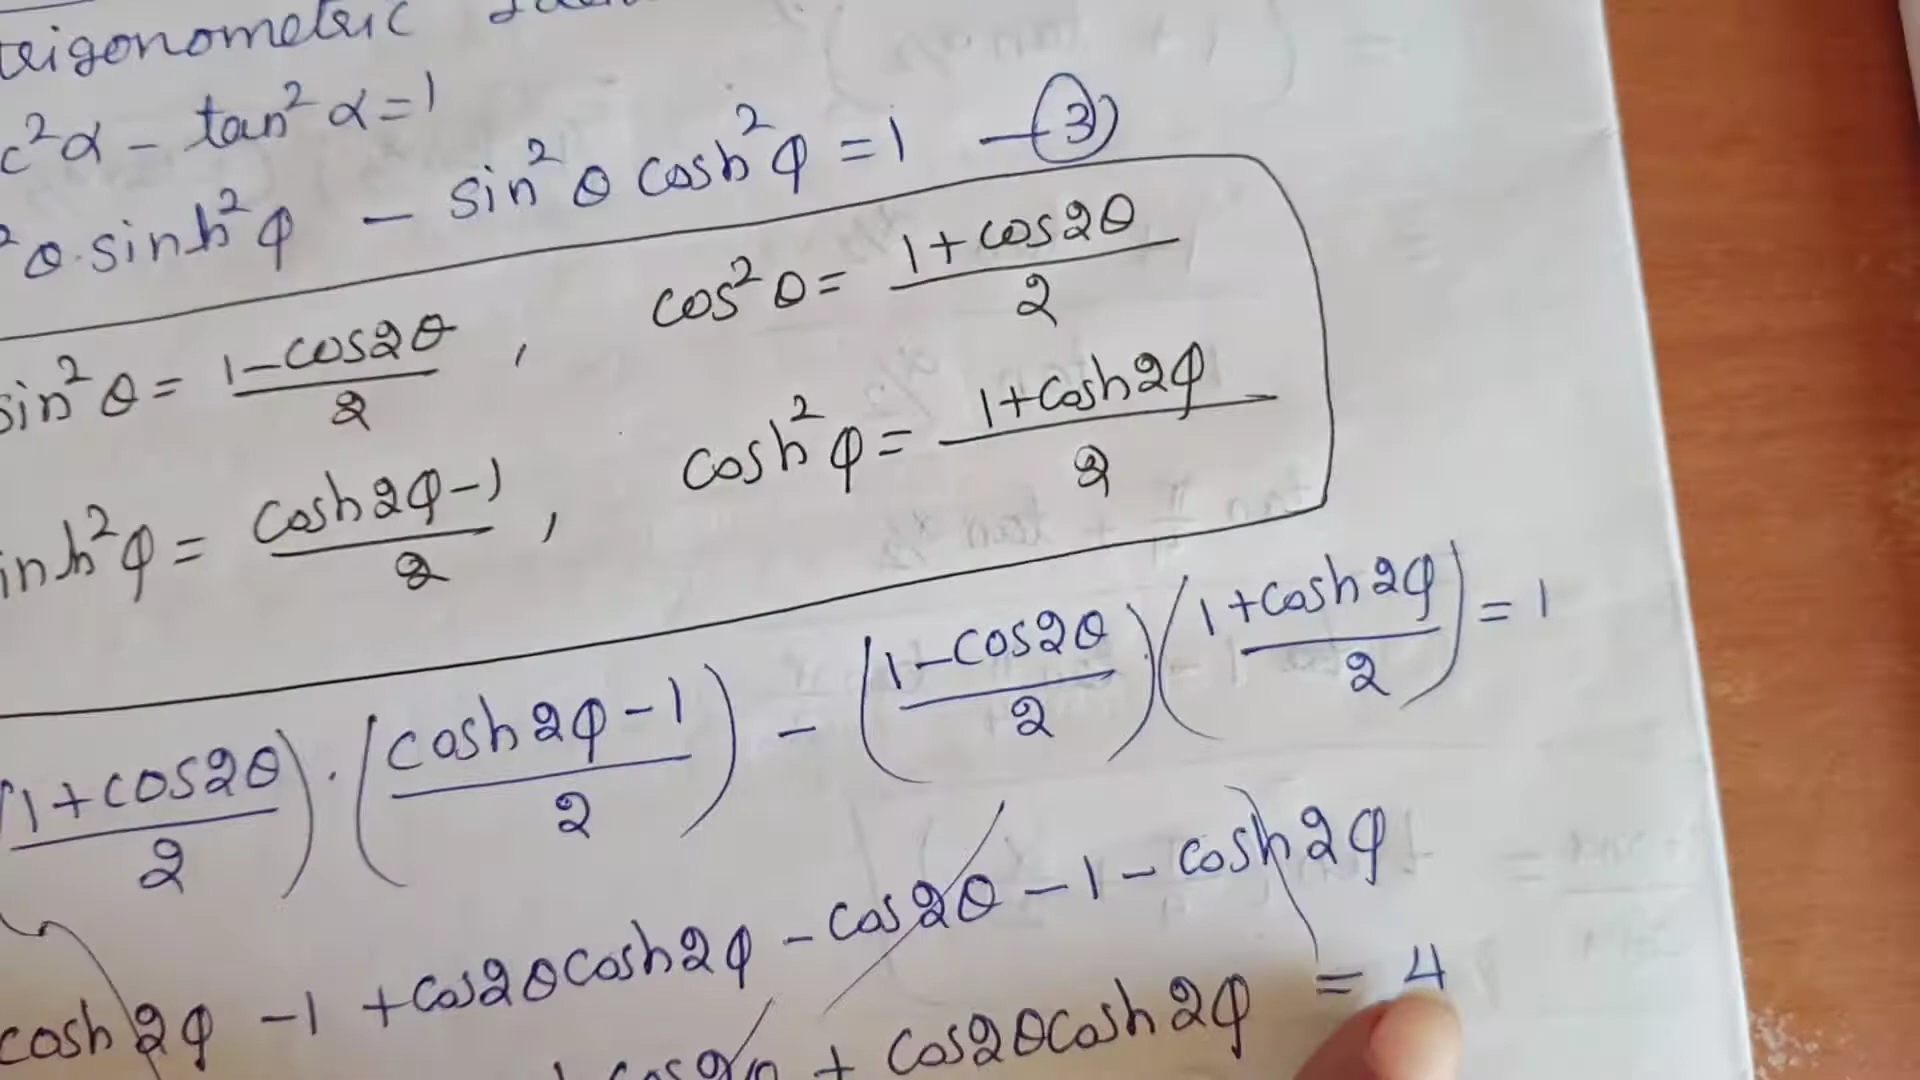 trigonometric
c²α - tan²α = 1
²θ.sinh²φ - sin²θ cosh²φ = 1 — ③
sin²θ = (1-cos2θ)/2 , cos²θ = (1+cos2θ)/2
inh²φ = (cosh2φ-1)/2 , cosh²φ = (1+cosh2φ)/2
(1+cos2θ)/2) . ((cosh2φ-1)/2) - ((1-cos2θ)/2)((1+cosh2φ)/2) = 1
cosh2φ -1 +cos2θcosh2φ -cos2θ -1 -cosh2φ
+ cos2θcosh2φ = 4